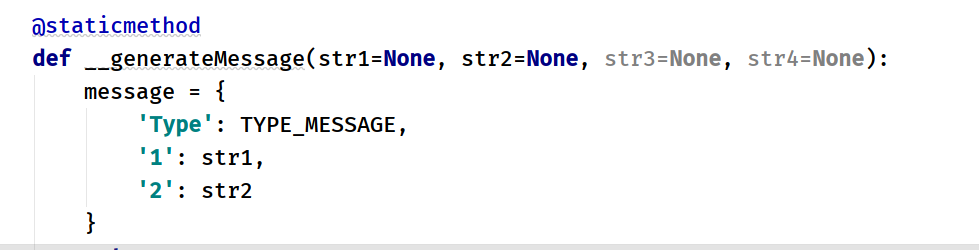 @staticmethod
def __generateMessage(str1=None, str2=None, str3=None, str4=None):
    message = {
        'Type': TYPE_MESSAGE,
        '1': str1,
        '2': str2
    }